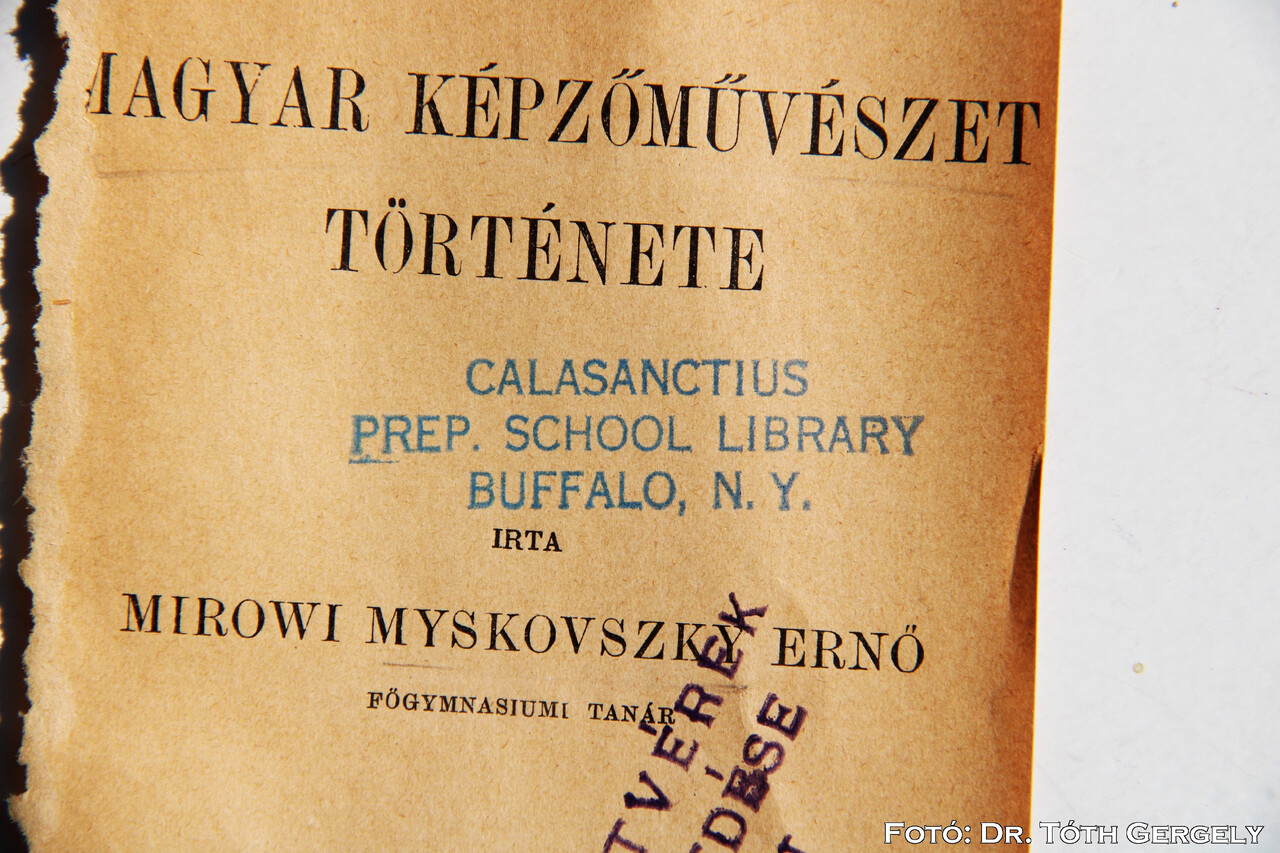 MAGYAR KÉPZŐMŰVÉSZET
TÖRTÉNETE
CALASANCTIUS
PREP. SCHOOL LIBRARY
BUFFALO, N. Y.
IRTA
MIROWI MYSKOVSZKY ERNŐ
FŐGYMNASIUMI TANÁR
Fotó: Dr. Tóth Gergely